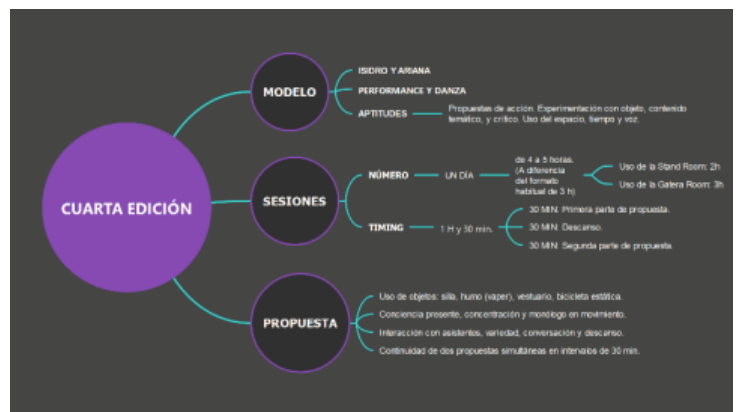 CUARTA EDICIÓN
MODELO
ISIDRO Y ARIANA
PERFORMANCE Y DANZA
APTITUDES
Propuestas de acción. Experimentación con objeto, contenido
temático, y crítico. Uso del espacio, tiempo y voz.
SESIONES
NÚMERO
UN DÍA
de 4 a 5 horas.
(A diferencia
del formato
habitual de 3 h)
Uso de la Stand Room: 2h
Uso de la Galera Room: 3h
TIMING
1 H y 30 min.
30 MIN: Primera parte de propuesta.
30 MIN: Descanso.
30 MIN: Segunda parte de propuesta.
PROPUESTA
Uso de objetos: silla, humo (vaper), vestuario, bicicleta estática.
Conciencia presente, concentración y monólogo en movimiento.
Interacción con asistentes, variedad, conversación y descanso.
Continuidad de dos propuestas simultáneas en intervalos de 30 min.